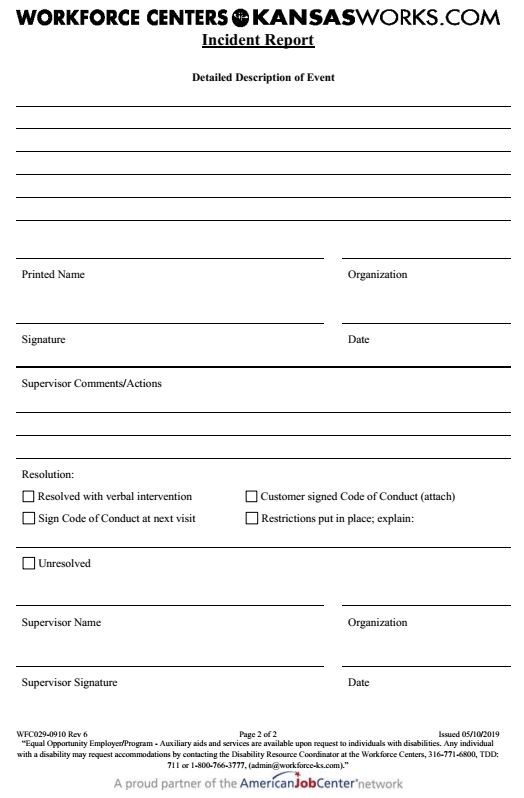 WORKFORCE CENTERS KANSASWORKS.COM
Incident Report
Detailed Description of Event
Printed Name Organization
Signature Date
Supervisor Comments/Actions
Resolution:
Resolved with verbal intervention Customer signed Code of Conduct (attach)
Sign Code of Conduct at next visit Restrictions put in place; explain:
Unresolved
Supervisor Name Organization
Supervisor Signature Date
WFC029-0910 Rev 6 Page 2 of 2 Issued 05/10/2019
"Equal Opportunity Employer/Program - Auxiliary aids and services are available upon request to individuals with disabilities. Any individual
with a disability may request accommodations by contacting the Disability Resource Coordinator at the Workforce Centers, 316-771-6800, TDD:
711 or 1-800-766-3777, (admin@workforce-ks.com)."
A proud partner of the AmericanJobCenter network